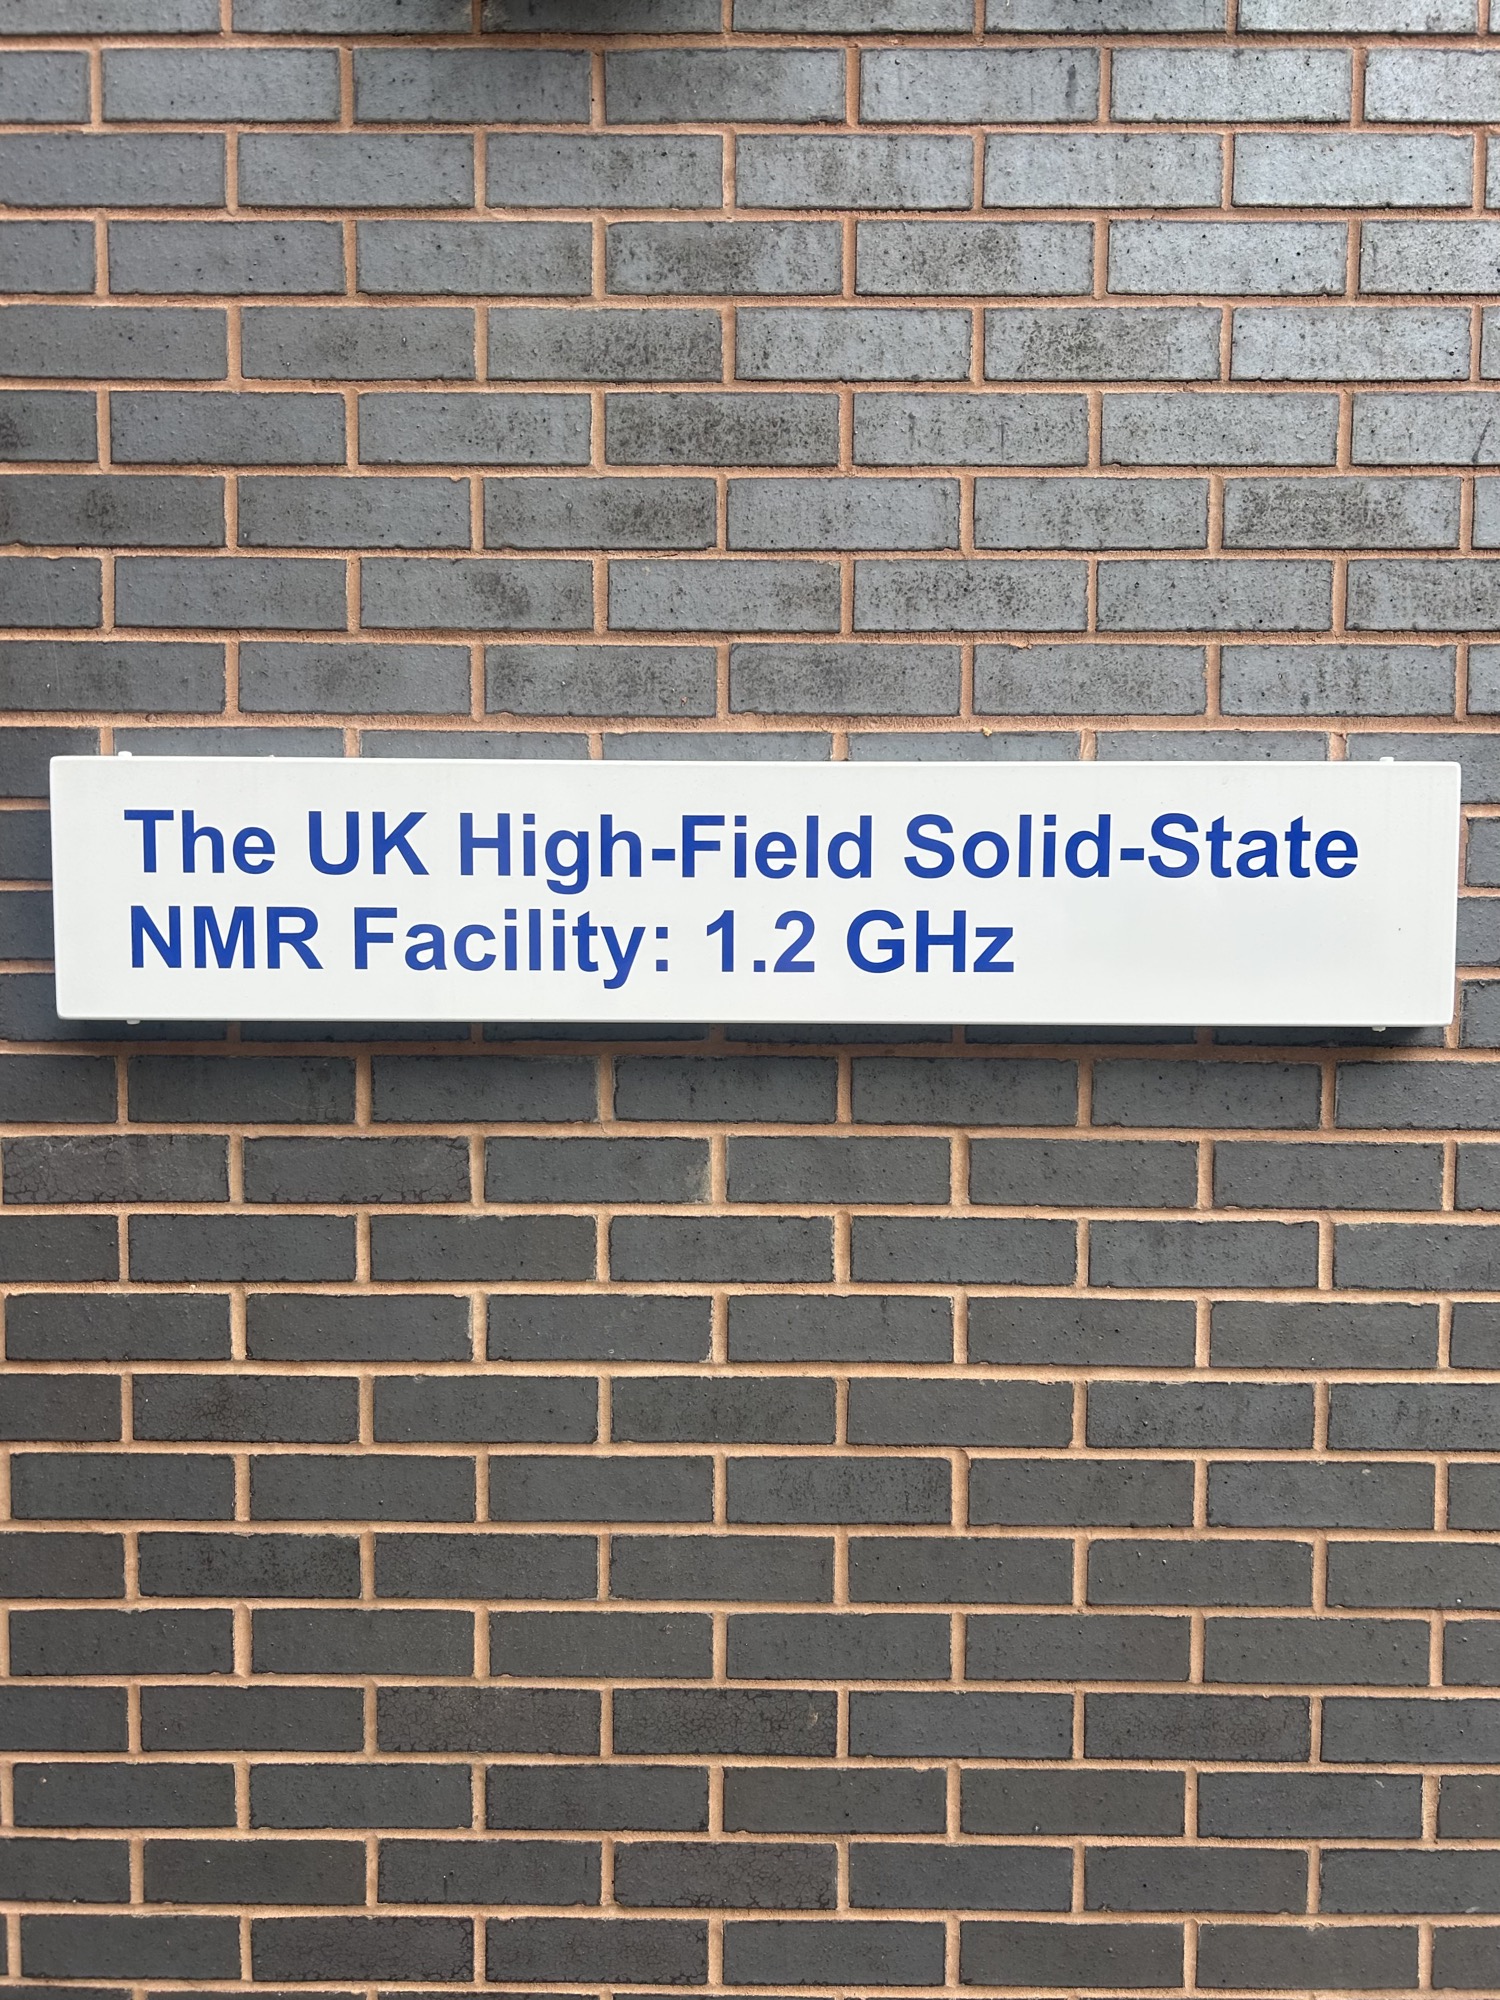 The UK High-Field Solid-State
NMR Facility: 1.2 GHz